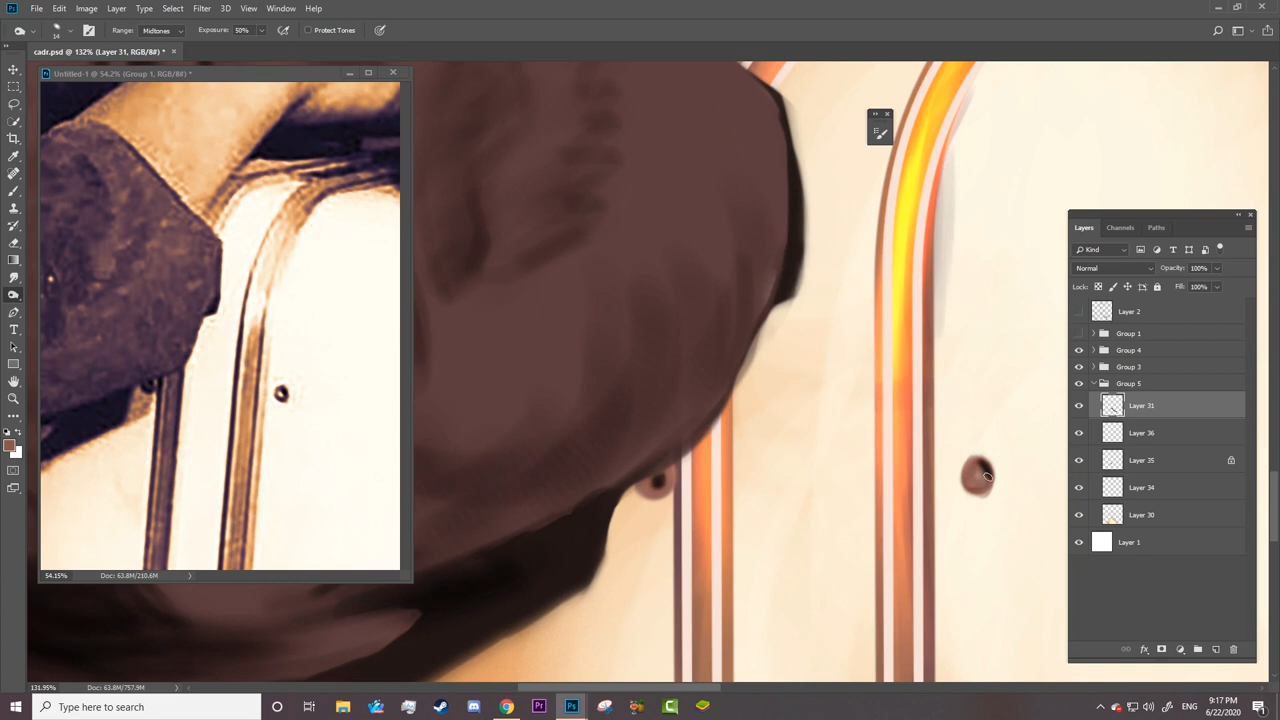 File Edit Image Layer Type Select Filter 3D View Window Help
14 Range: Midtones Exposure: 50% Protect Tones
cadr.psd @ 132% (Layer 31, RGB/8#) *
Untitled-1 @ 54.2% (Group 1, RGB/8#) *
Layers Channels Paths
Kind
Normal Opacity: 100%
Lock: Fill: 100%
Layer 2
Group 1
Group 4
Group 3
Group 5
Layer 31
Layer 36
Layer 35
Layer 34
Layer 30
Layer 1
54.15% Doc: 63.8M/210.6M
131.95% Doc: 63.8M/757.9M
Type here to search
9:17 PM
6/22/2020